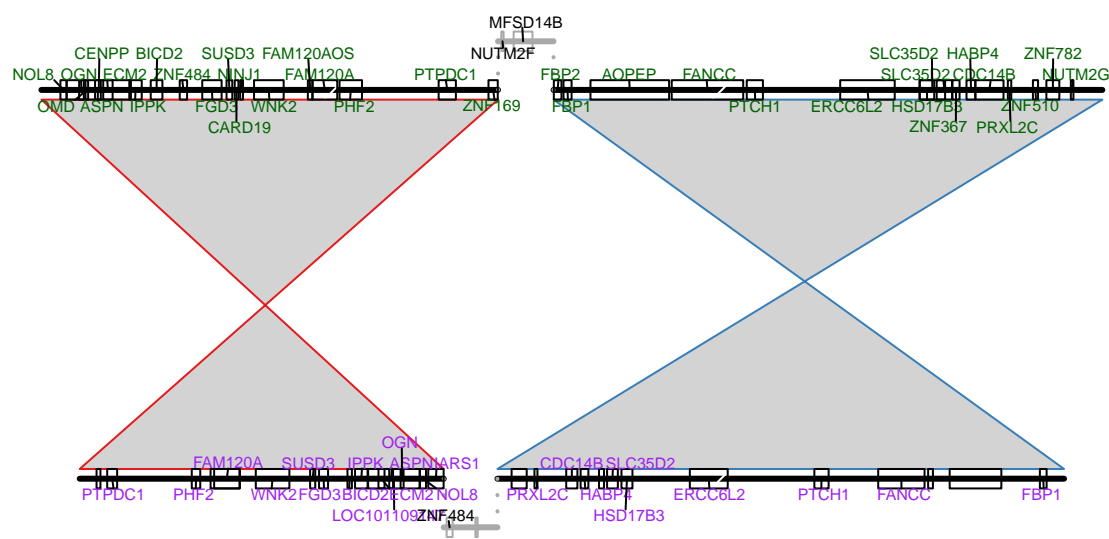 MFSD14B
CENPP BICD2 SUSD3 FAM120AOS NUTM2F SLC35D2 HABP4 ZNF782
NOL8 OGN ECM2 ZNF484 NINJ1 FAM120A PTPDC1 FBP2 AOPEP FANCC SLC35D2 CDC14B NUTM2G
OMD ASPN IPPK FGD3 WNK2 PHF2 ZNF169 FBP1 PTCH1 ERCC6L2 HSD17B3 ZNF510
CARD19 ZNF367 PRXL2C
OGN
FAM120A SUSD3 IPPK ASPN IARS1 CDC14B SLC35D2
PTPDC1 PHF2 WNK2 FGD3 BICD2 ECM2 NOL8 PRXL2C HABP4 ERCC6L2 PTCH1 FANCC FBP1
ZNF484 HSD17B3